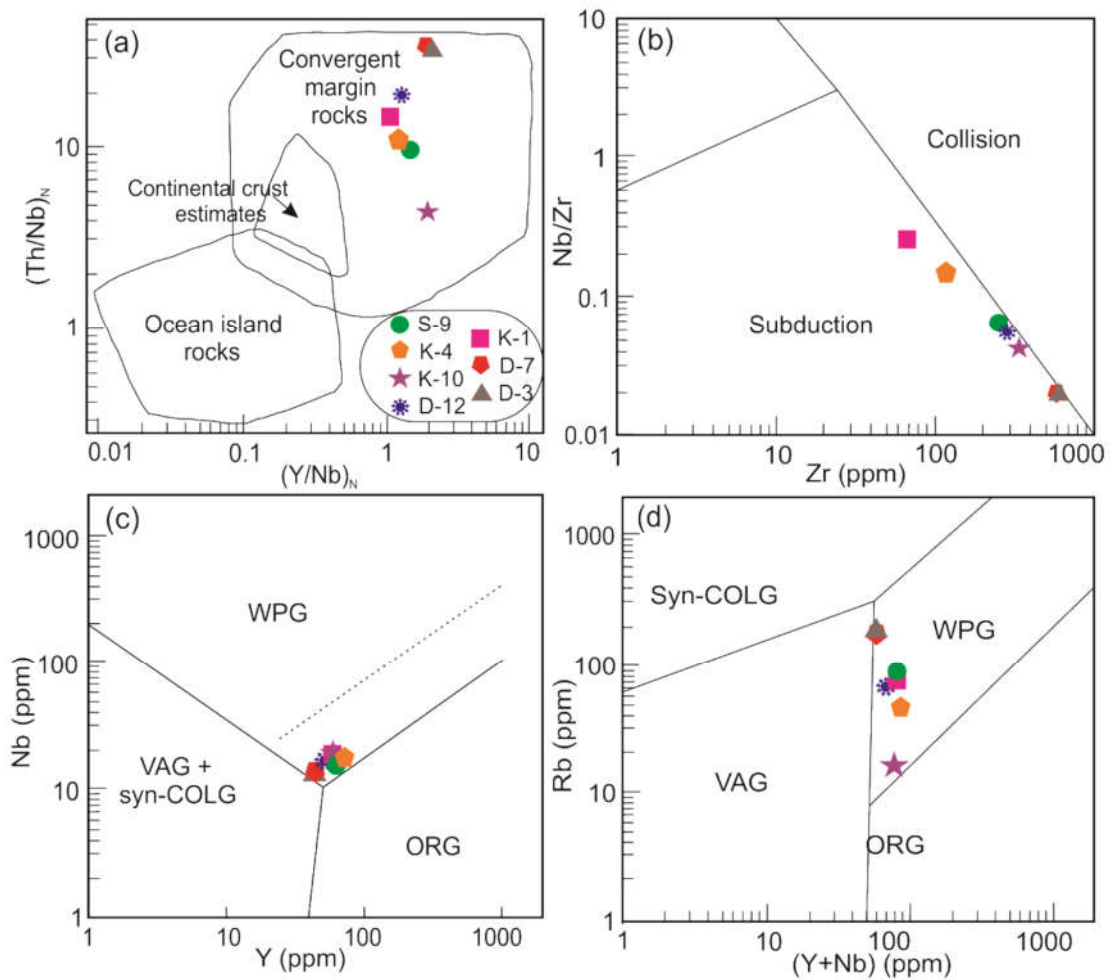 (a)
Convergent
margin
rocks
Continental crust
estimates
Ocean island
rocks
S-9
K-4
K-10
D-12
K-1
D-7
D-3
10
1
(Th/Nb)N
0.01
0.1
1
10
(Y/Nb)N
(b)
Collision
Subduction
10
1
0.1
0.01
Nb/Zr
1
10
100
1000
Zr (ppm)
(c)
WPG
VAG +
syn-COLG
ORG
1000
100
10
1
Nb (ppm)
1
10
100
1000
Y (ppm)
(d)
Syn-COLG
WPG
VAG
ORG
1000
100
10
1
Rb (ppm)
1
10
100
1000
(Y+Nb) (ppm)